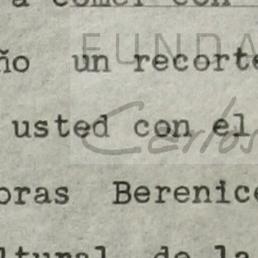 a comer con
ño un recorte
usted con el
oras Berenice
ltural de la
FUNDA
Carlos